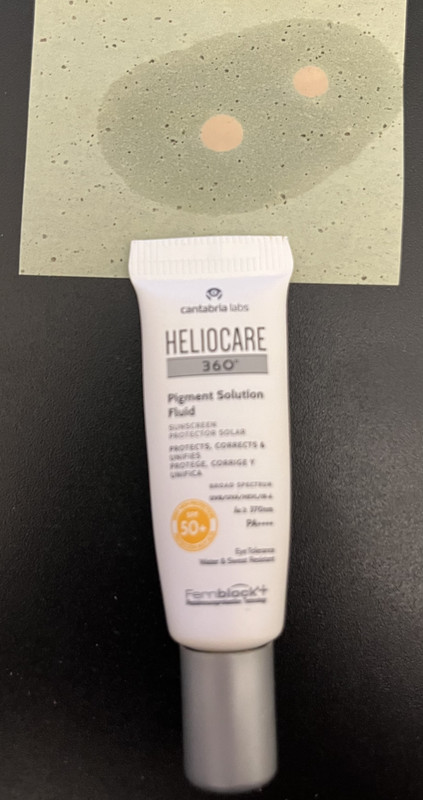 cantabria labs
HELIOCARE
360°
Pigment Solution
Fluid
SUNSCREEN
PROTECTOR SOLAR
PROTECTS, CORRECTS &
UNIFIES
PROTEGE, CORRIGE Y
UNIFICA
BROAD SPECTRUM
PA++++
SPF
50+
Eye Tolerance
Water & Sweat Resistant
Fernblock+